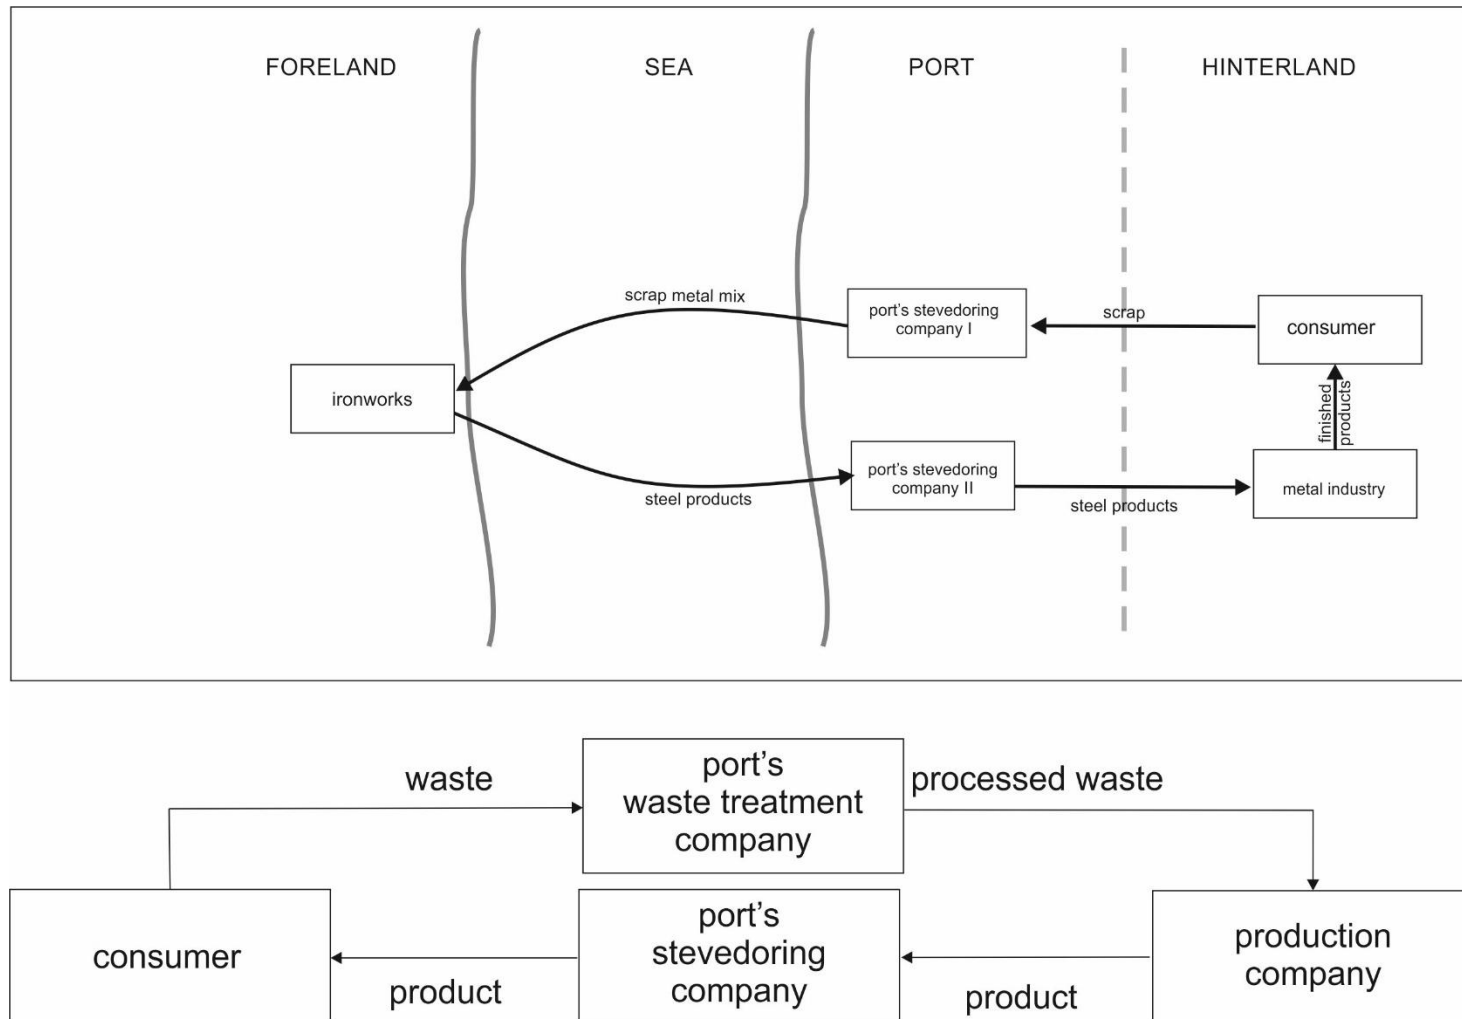 FORELAND
SEA
PORT
HINTERLAND
scrap metal mix
port's stevedoring
company I
scrap
consumer
ironworks
finished
products
port's stevedoring
company II
steel products
steel products
metal industry
waste
port's
waste treatment
company
processed waste
consumer
port's
stevedoring
company
production
company
product
product